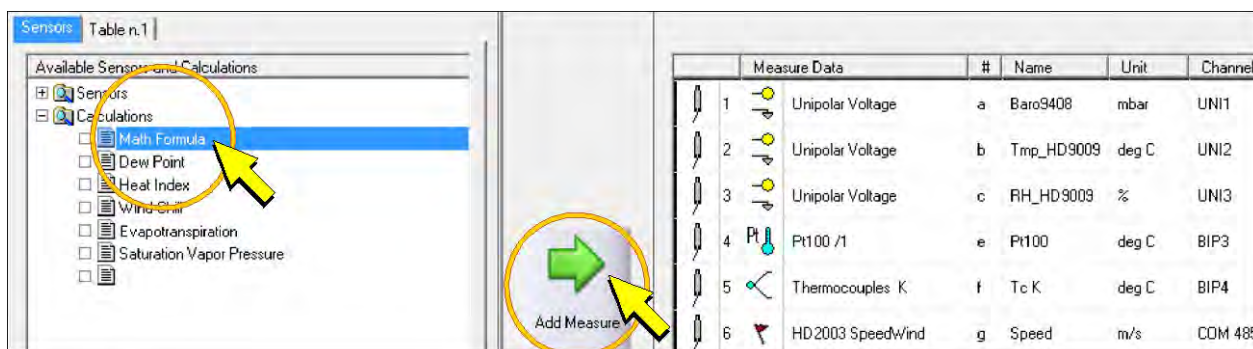 Sensors Table n.1
Available Sensors and Calculations
Sensors
Calculations
Math Formula
Dew Point
Heat Index
Wind Chill
Evapotranspiration
Saturation Vapor Pressure
Add Measure
Measure Data # Name Unit Channel
1 Unipolar Voltage a Baro9408 mbar UNI1
2 Unipolar Voltage b Tmp_HD9009 deg C UNI2
3 Unipolar Voltage c RH_HD9009 % UNI3
4 Pt Pt100 /1 e Pt100 deg C BIP3
5 Thermocouples K f Tc K deg C BIP4
6 HD2003 SpeedWind g Speed m/s COM 485